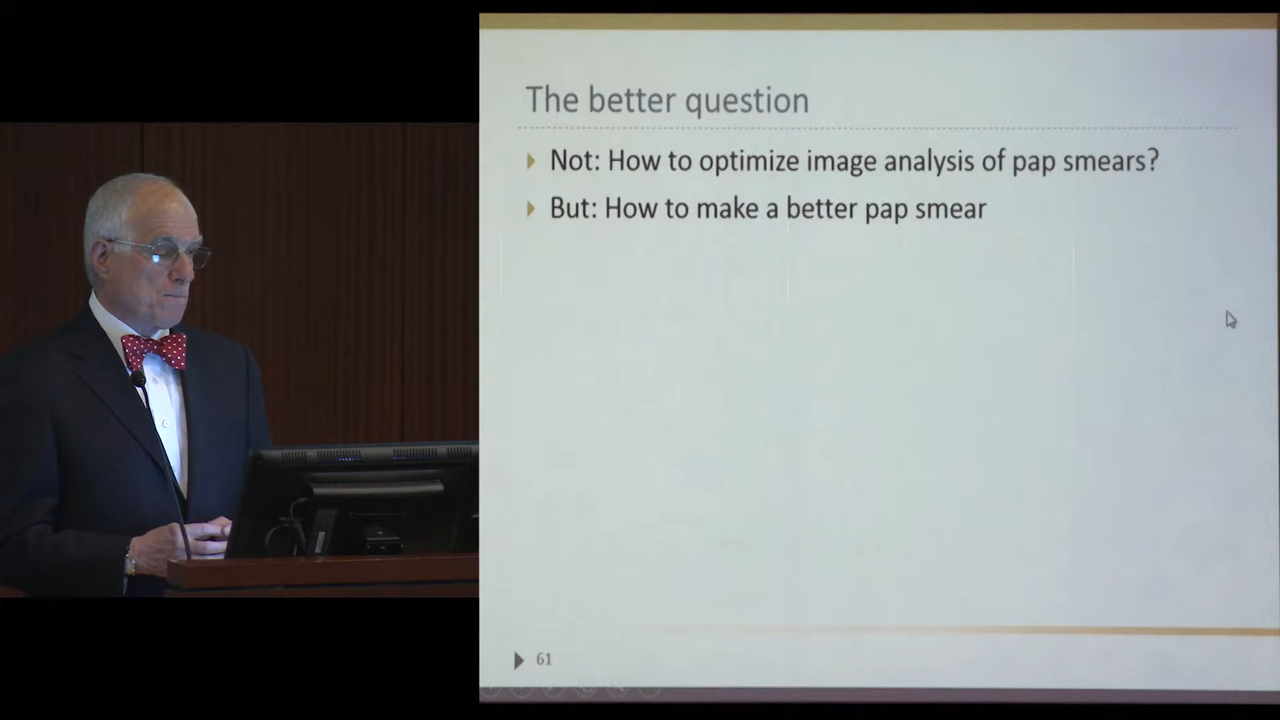 The better question
Not: How to optimize image analysis of pap smears?
But: How to make a better pap smear
61